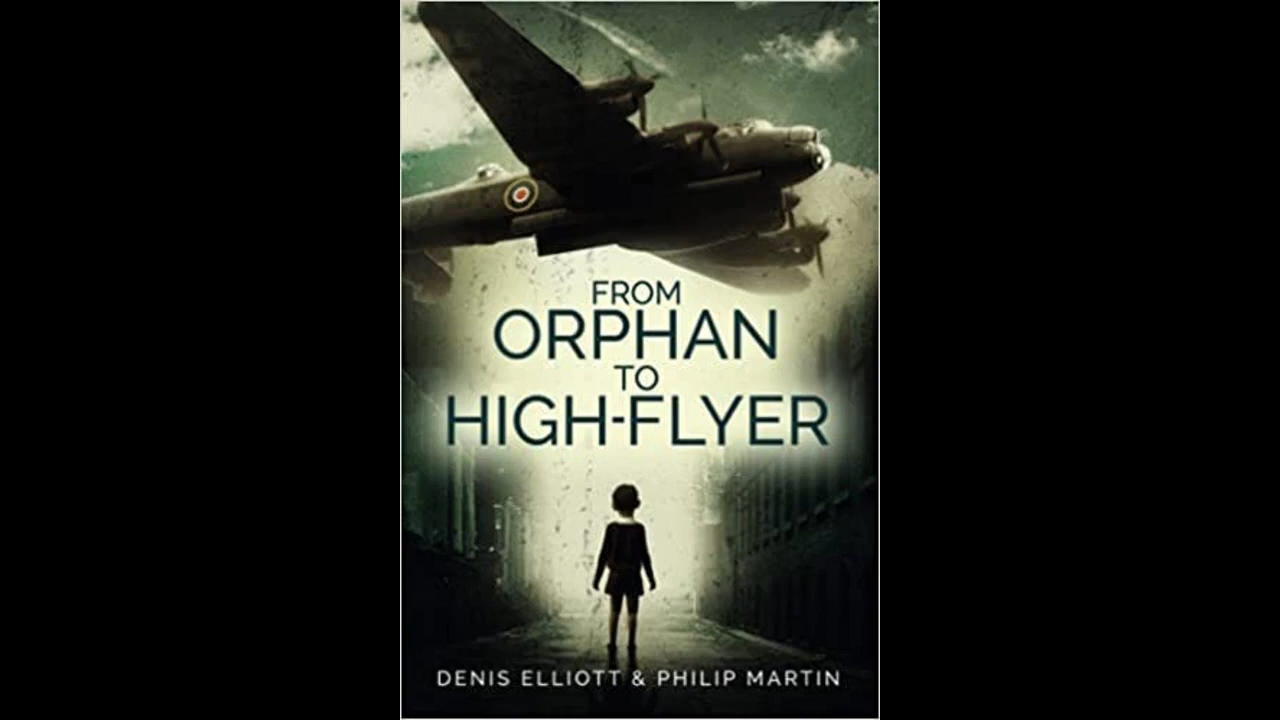 FROM
ORPHAN
TO
HIGH-FLYER
DENIS ELLIOTT & PHILIP MARTIN